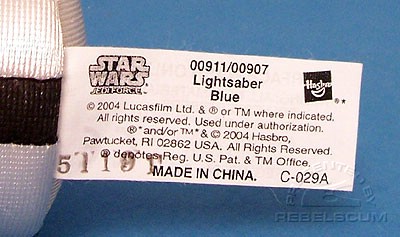 STAR WARS
JEDI FORCE
00911/00907
Lightsaber
Blue
Hasbro
®*
© 2004 Lucasfilm Ltd. & ® or TM where indicated.
All rights reserved. Used under authorization.
®* and/or TM* & © 2004 Hasbro,
Pawtucket, RI 02862 USA. All Rights Reserved.
® denotes Reg. U.S. Pat. & TM Office.
MADE IN CHINA. C-029A
REBELSCUM